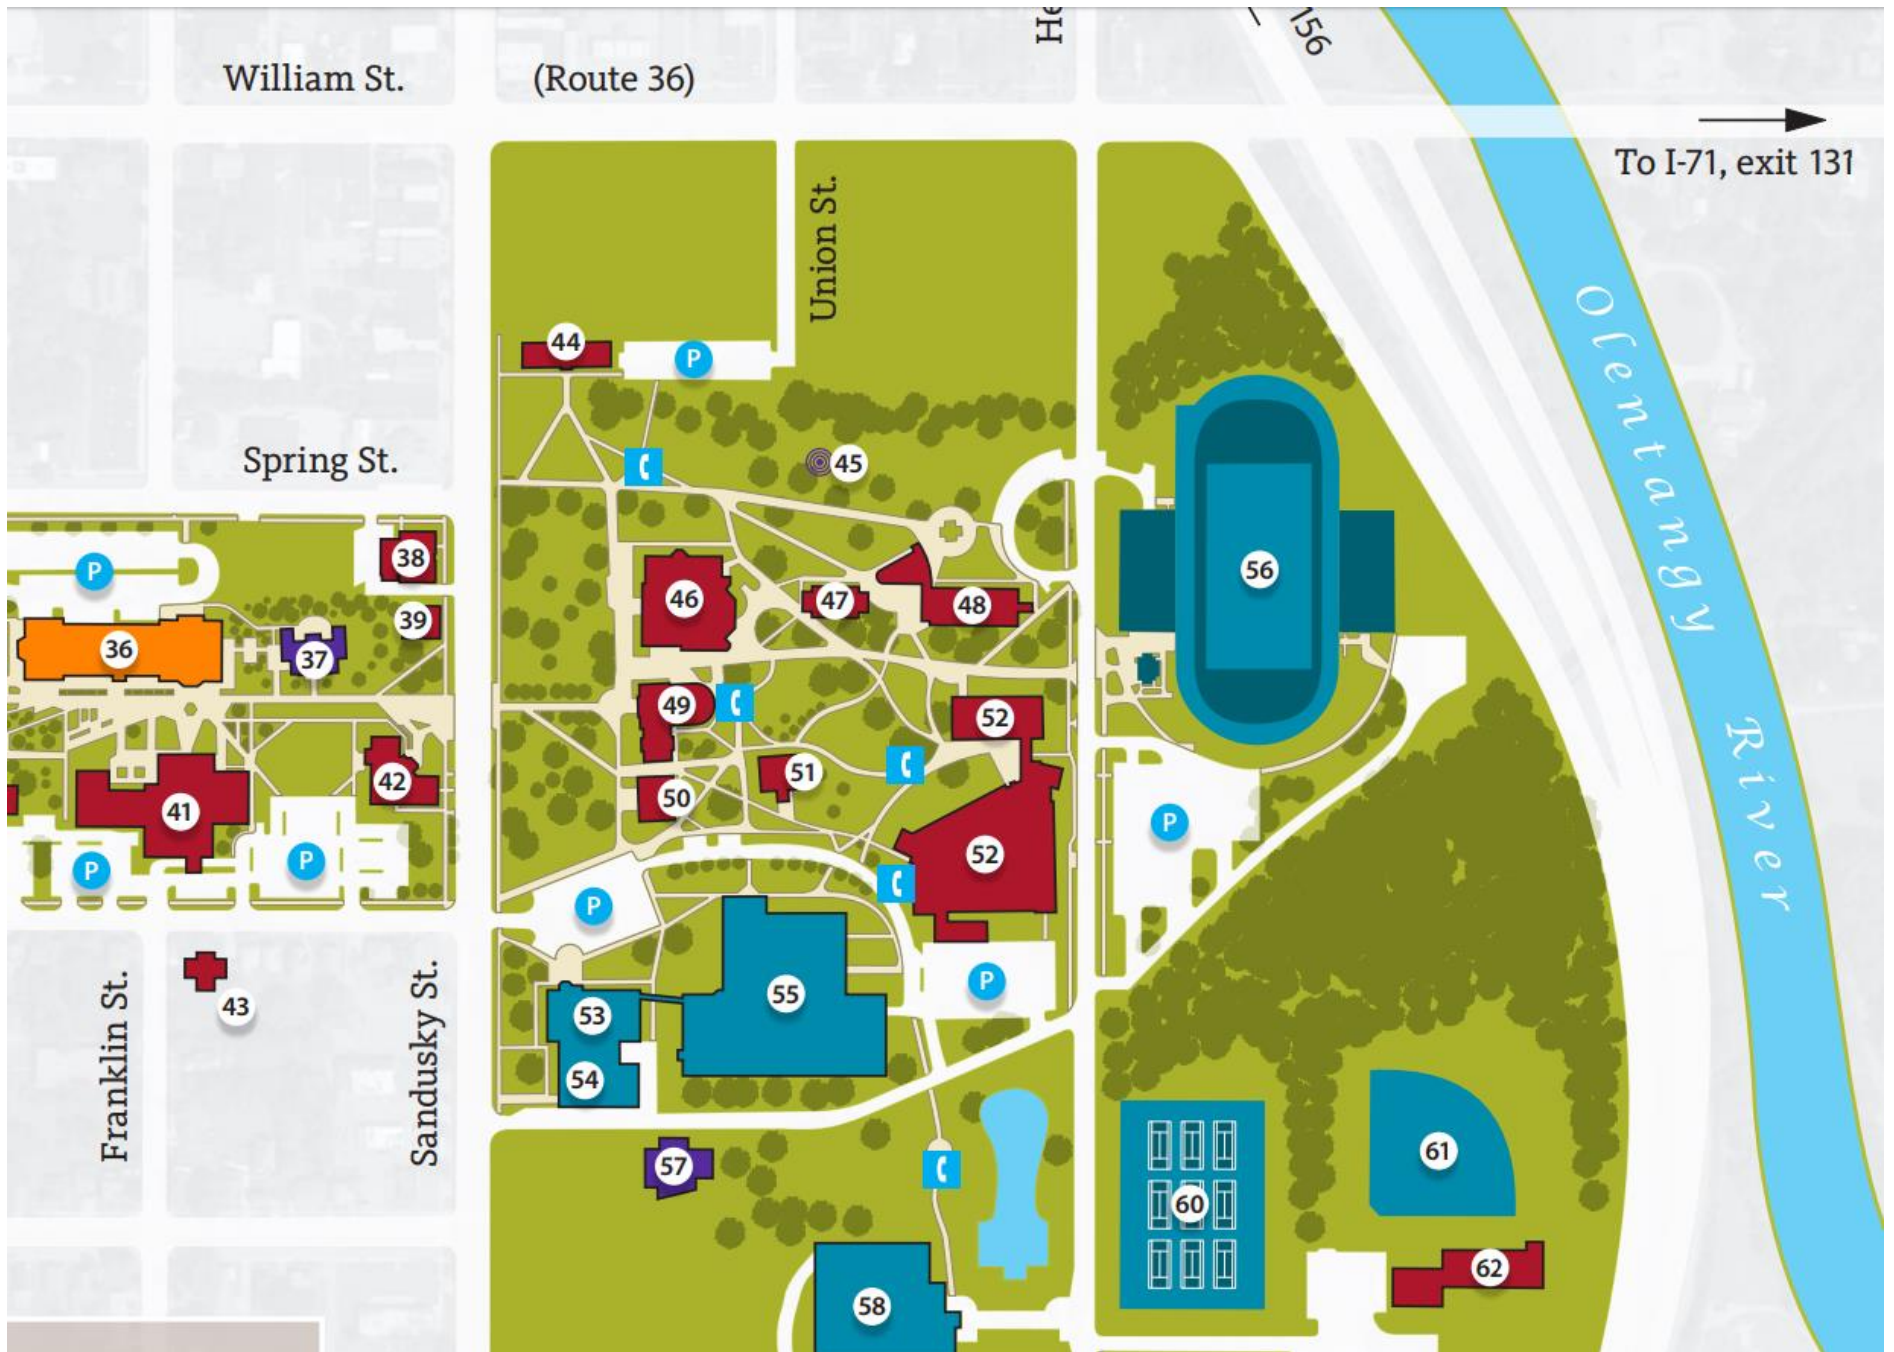 He
156
William St.
(Route 36)
To I-71, exit 131
Union St.
Olentangy River
44
P
Spring St.
45
38
P
56
46
47
48
39
36
37
49
52
51
42
50
41
P
52
P
P
P
43
55
P
53
54
Franklin St.
Sandusky St.
57
61
60
62
58